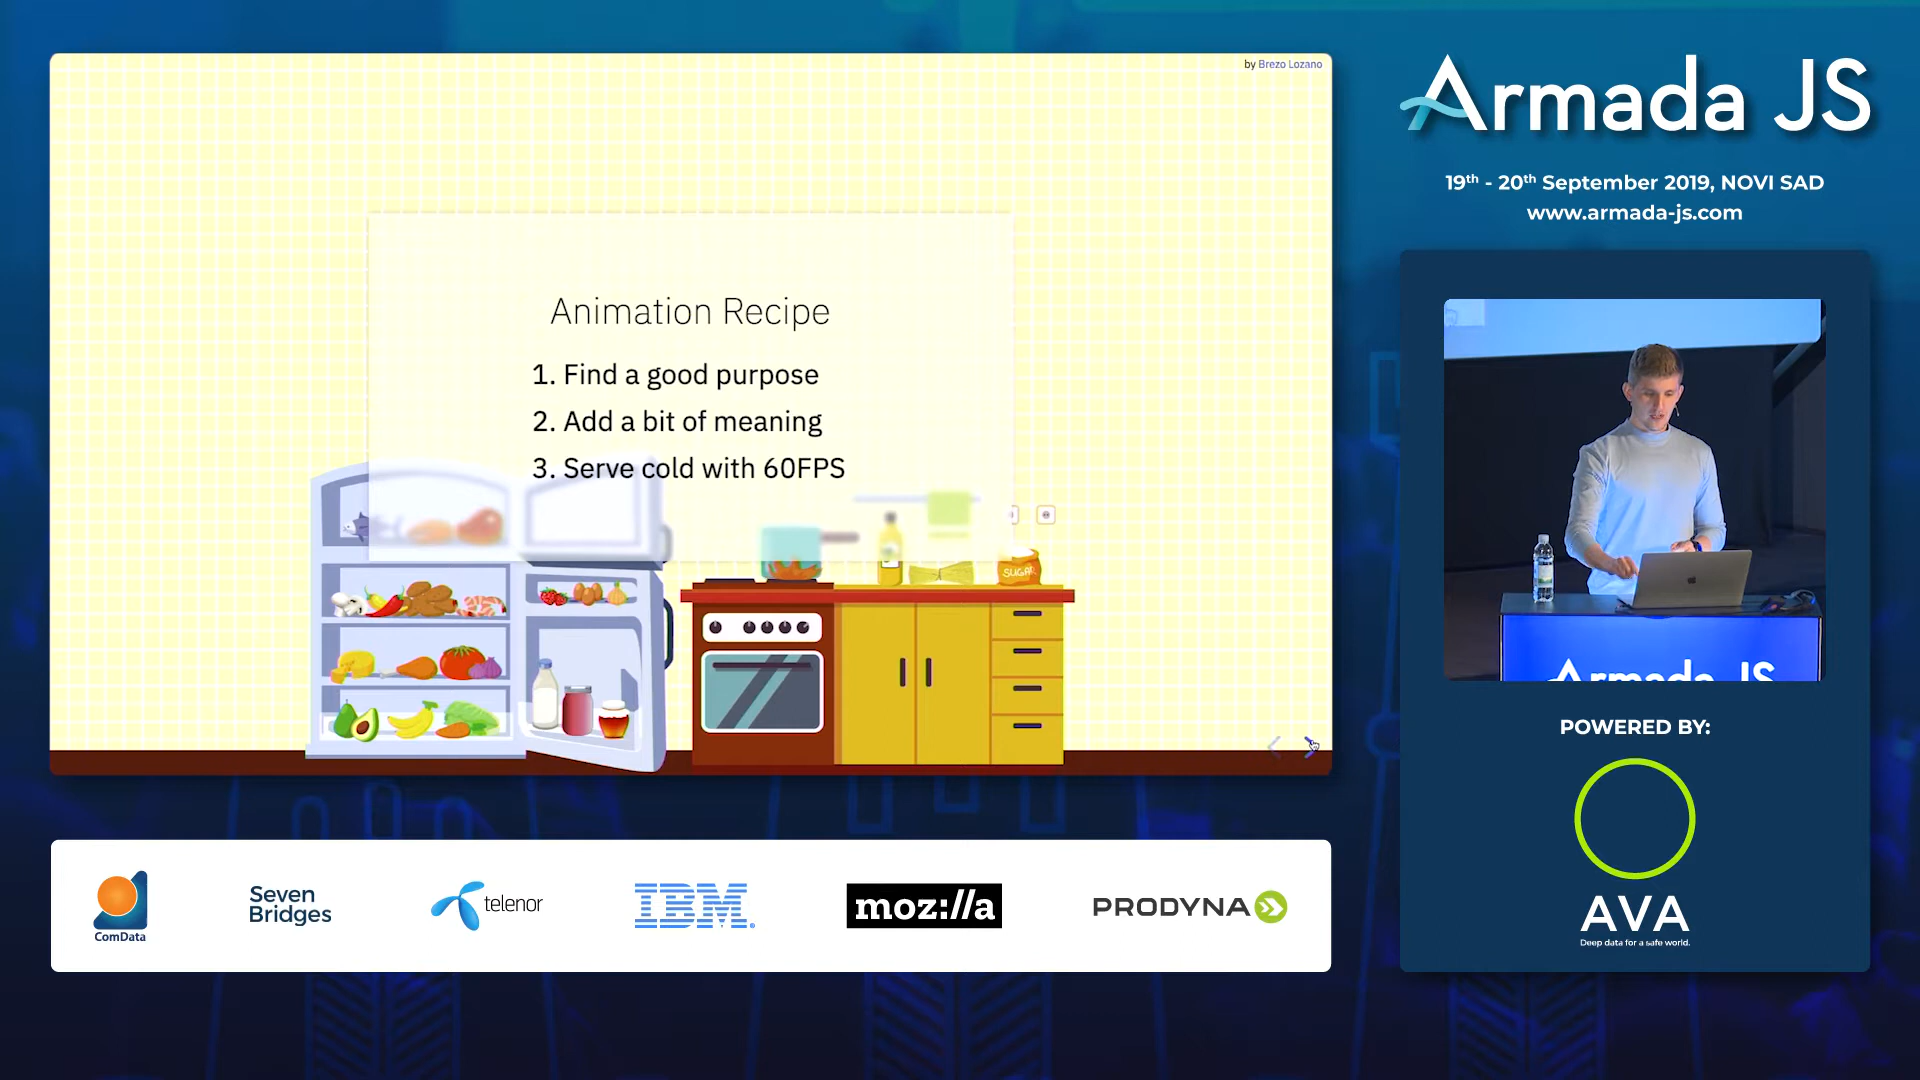 by Brezo Lozano
Animation Recipe
1. Find a good purpose
2. Add a bit of meaning
3. Serve cold with 60FPS
SUGAR
Armada JS
19th - 20th September 2019, NOVI SAD
www.armada-js.com
Armada JS
POWERED BY:
AVA
Deep data for a safe world.
ComData
Seven
Bridges
telenor
IBM
moz://a
PRODYNA